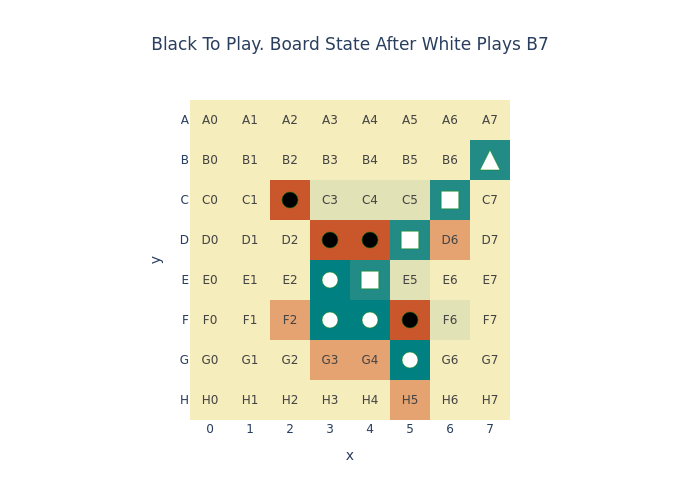 Black To Play. Board State After White Plays B7
A A0 A1 A2 A3 A4 A5 A6 A7
B B0 B1 B2 B3 B4 B5 B6
C C0 C1 C3 C4 C5 C7
D D0 D1 D2 D6 D7
y
E E0 E1 E2 E5 E6 E7
F F0 F1 F2 F6 F7
G G0 G1 G2 G3 G4 G6 G7
H H0 H1 H2 H3 H4 H5 H6 H7
0 1 2 3 4 5 6 7
x